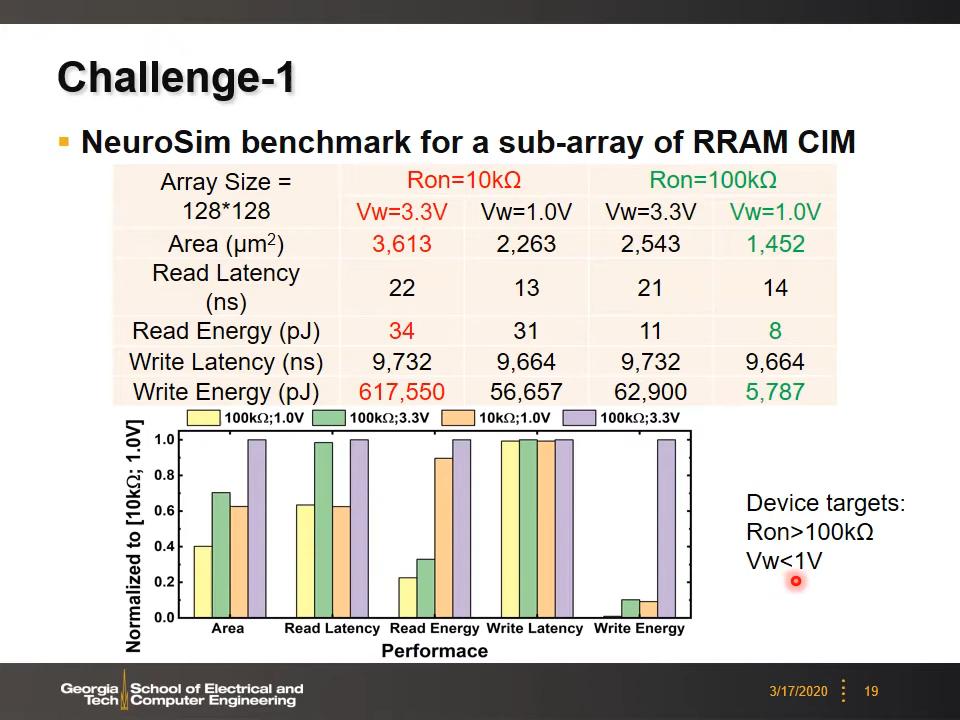 Challenge-1
NeuroSim benchmark for a sub-array of RRAM CIM
Array Size =
128*128
Ron=10kΩ
Ron=100kΩ
Vw=3.3V
Vw=1.0V
Vw=3.3V
Vw=1.0V
Area (µm2)
3,613
2,263
2,543
1,452
Read Latency
(ns)
22
13
21
14
Read Energy (pJ)
34
31
11
8
Write Latency (ns)
9,732
9,664
9,732
9,664
Write Energy (pJ)
617,550
56,657
62,900
5,787
100kΩ;1.0V
100kΩ;3.3V
10kΩ;1.0V
100kΩ;3.3V
Normalized to [10kΩ; 1.0V]
1.0
0.8
0.6
0.4
0.2
0.0
Area
Read Latency
Read Energy
Write Latency
Write Energy
Performace
Device targets:
Ron>100kΩ
Vw<1V
Georgia
Tech
School of Electrical and
Computer Engineering
3/17/2020
19